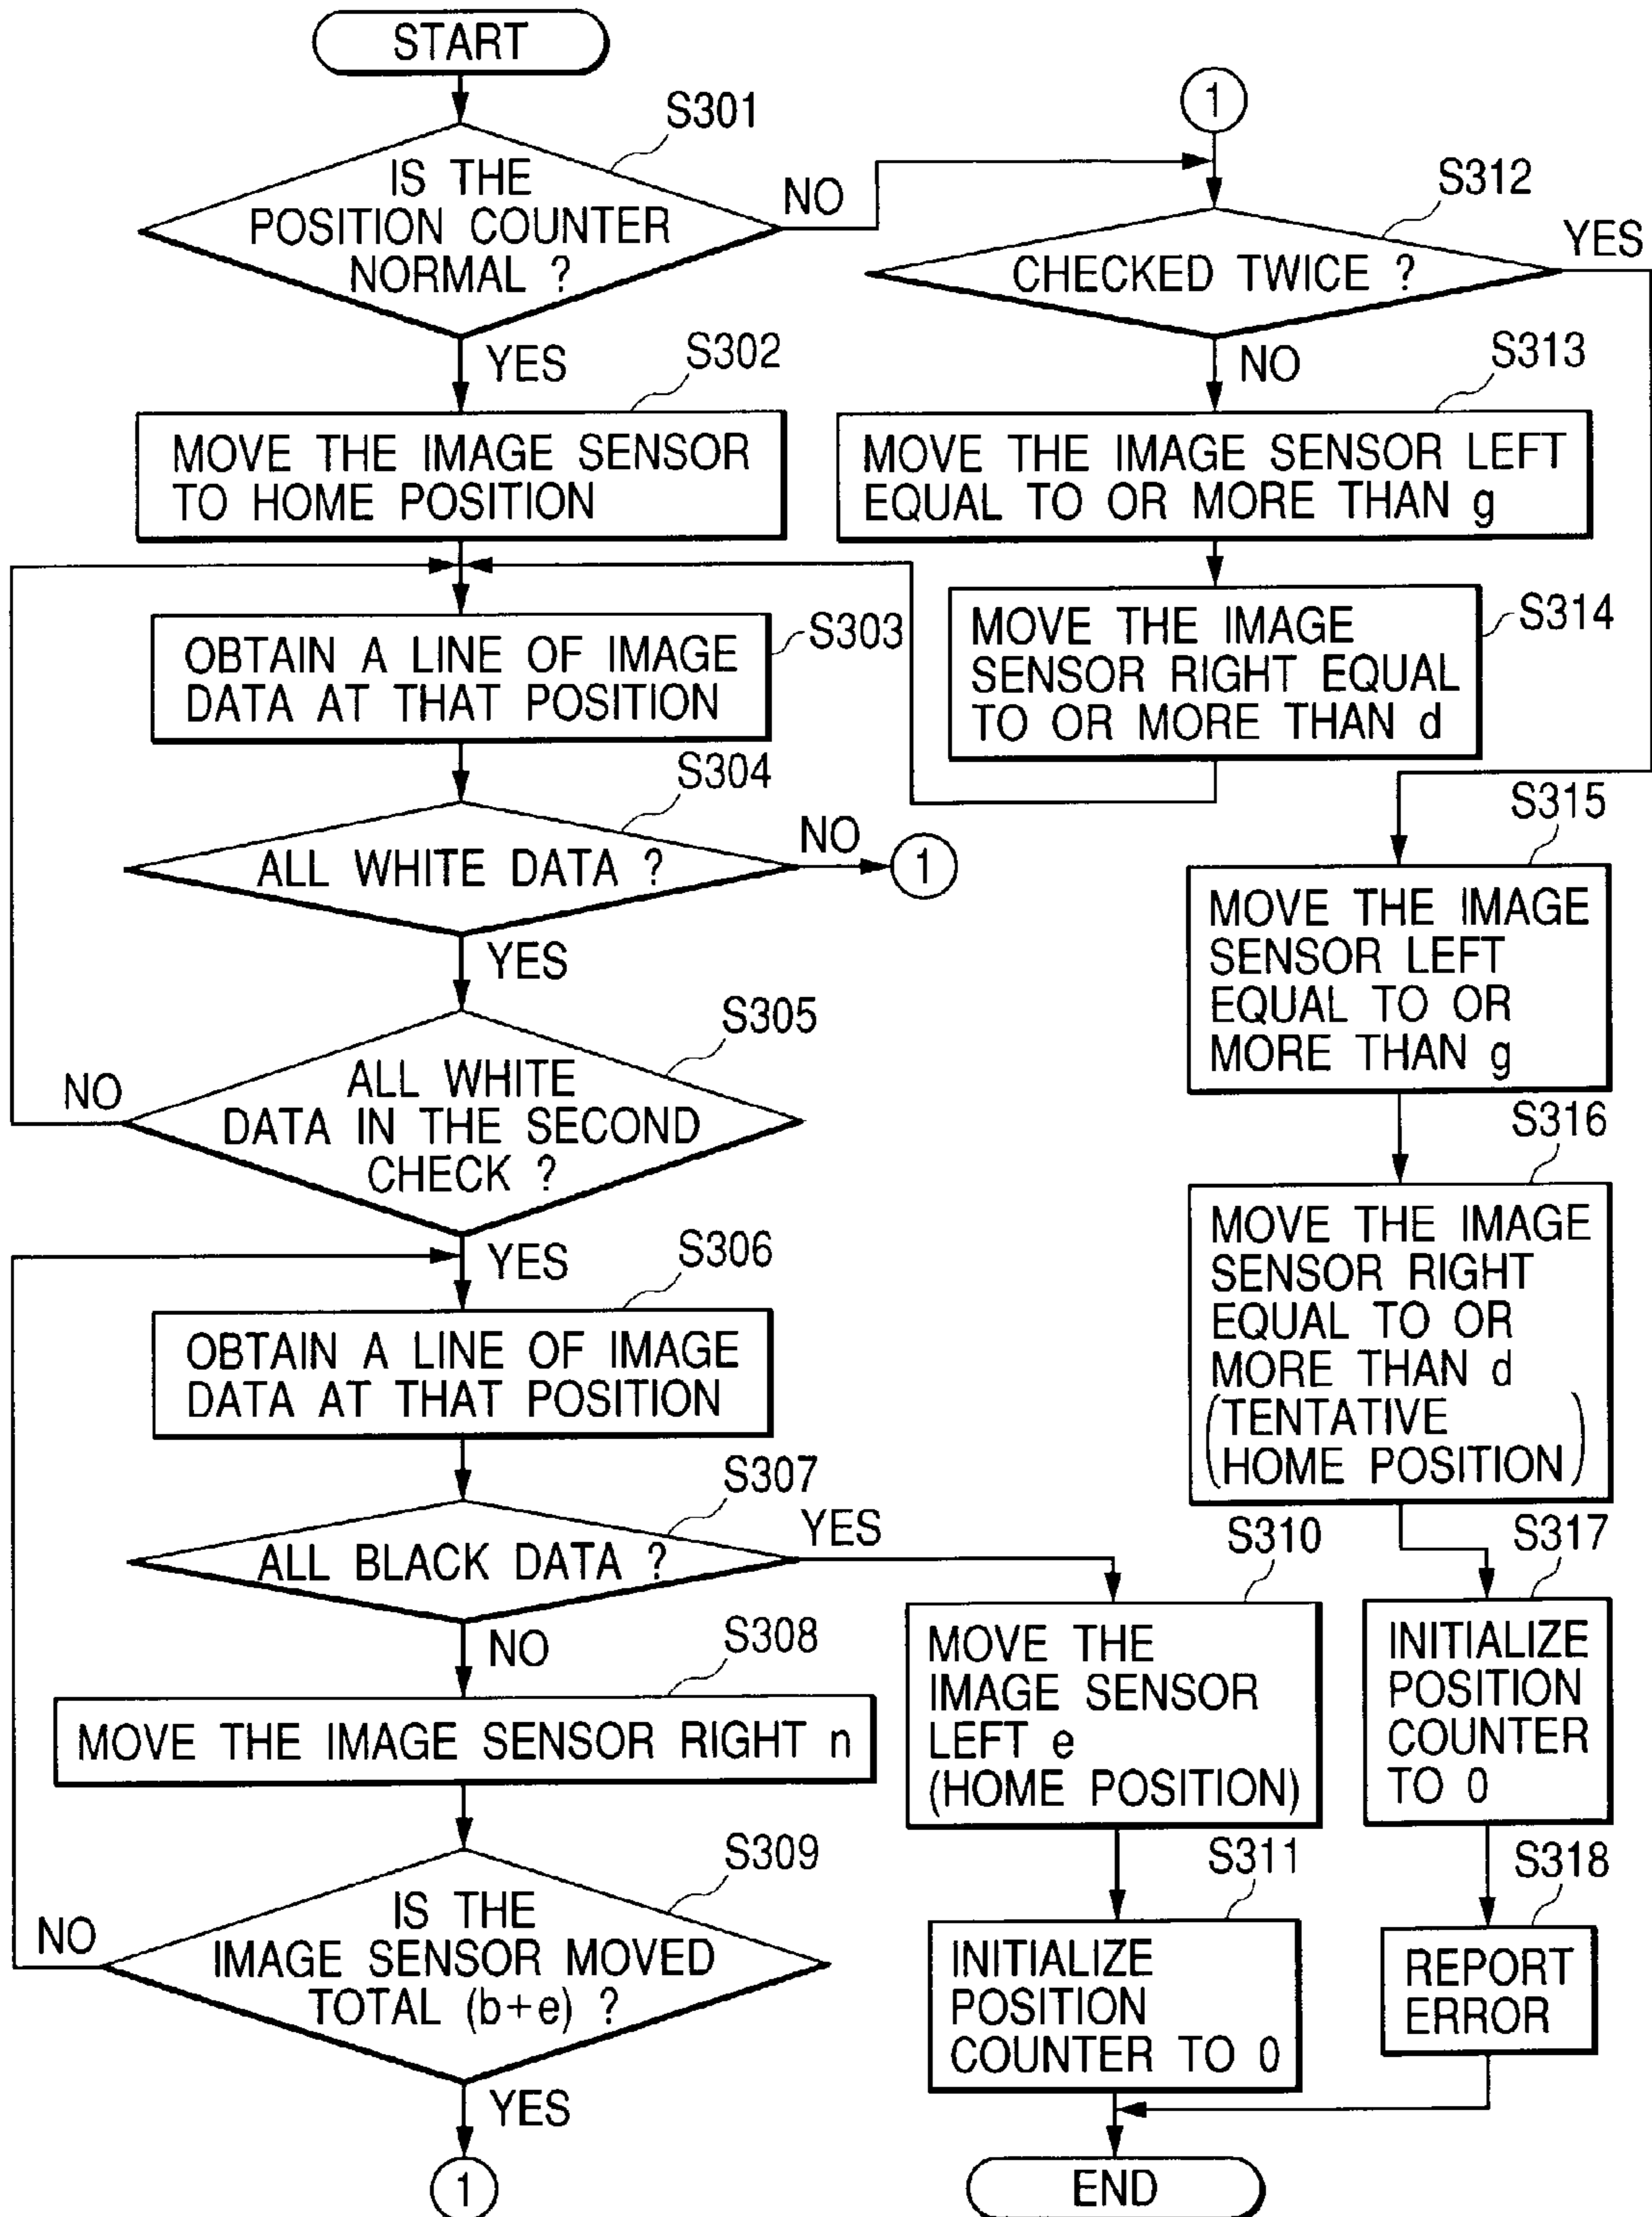 START
S301
IS THE
POSITION COUNTER
NORMAL ?
NO
YES
S302
MOVE THE IMAGE SENSOR
TO HOME POSITION
S303
OBTAIN A LINE OF IMAGE
DATA AT THAT POSITION
S304
ALL WHITE DATA ?
NO
1
YES
S305
ALL WHITE
DATA IN THE SECOND
CHECK ?
NO
YES
S306
OBTAIN A LINE OF IMAGE
DATA AT THAT POSITION
S307
ALL BLACK DATA ?
YES
NO
S308
MOVE THE IMAGE SENSOR RIGHT n
S309
IS THE
IMAGE SENSOR MOVED
TOTAL (b+e) ?
NO
YES
1
S310
MOVE THE
IMAGE SENSOR
LEFT e
(HOME POSITION)
S311
INITIALIZE
POSITION
COUNTER TO 0
1
S312
CHECKED TWICE ?
YES
NO
S313
MOVE THE IMAGE SENSOR LEFT
EQUAL TO OR MORE THAN g
S314
MOVE THE IMAGE
SENSOR RIGHT EQUAL
TO OR MORE THAN d
S315
MOVE THE IMAGE
SENSOR LEFT
EQUAL TO OR
MORE THAN g
S316
MOVE THE IMAGE
SENSOR RIGHT
EQUAL TO OR
MORE THAN d
(TENTATIVE
HOME POSITION)
S317
INITIALIZE
POSITION
COUNTER
TO 0
S318
REPORT
ERROR
END